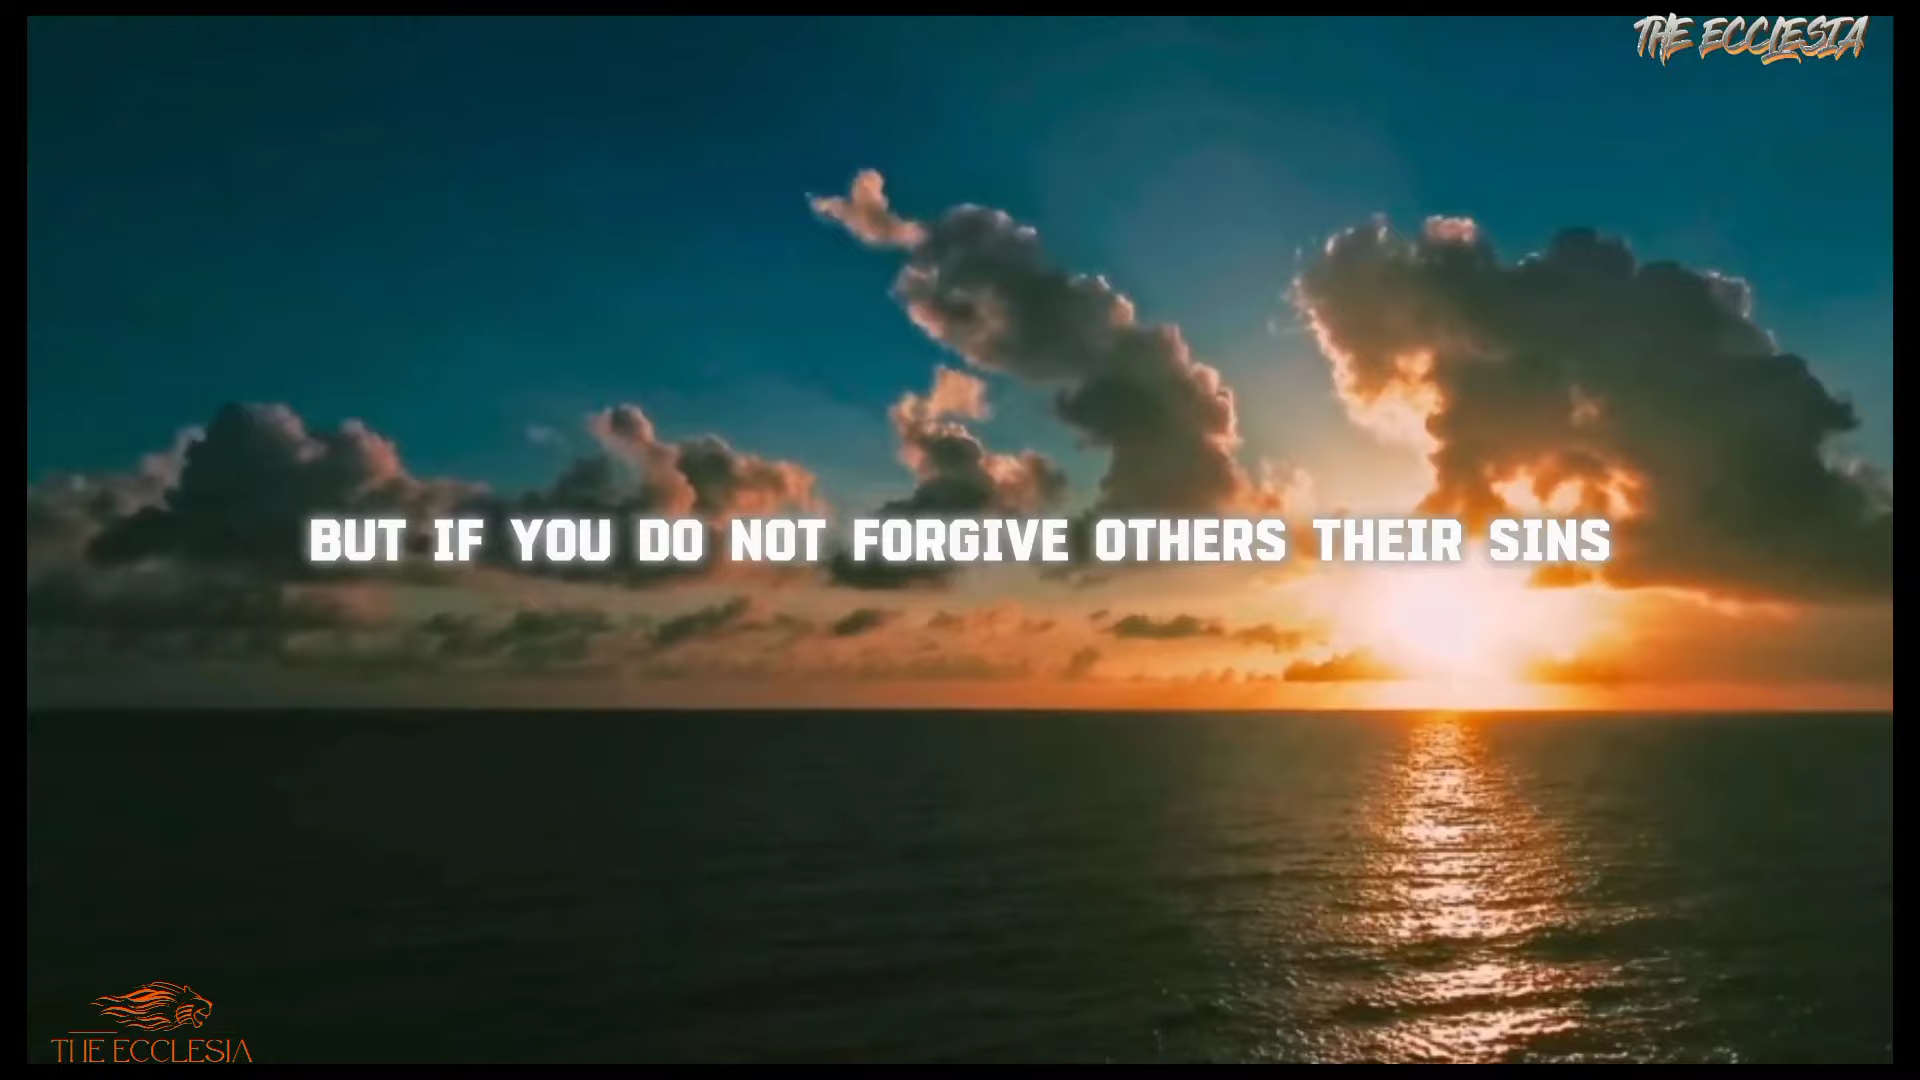 THE ECCLESIA
BUT IF YOU DO NOT FORGIVE OTHERS THEIR SINS
THE ECCLESIA